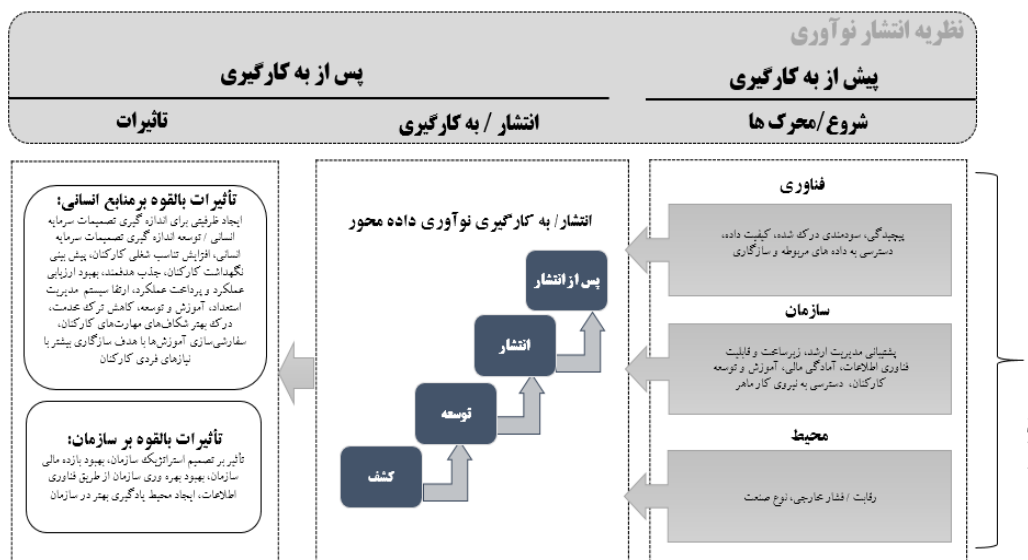 نظریه انتشار نوآوری
پیش از به کارگیری
پس از به کارگیری
شروع/محرک ها
انتشار / به کارگیری
تاثیرات
فناوری
پیچیدگی، سودمندی درک شده، کیفیت داده،
دسترسی به داده های مربوطه و سازگاری
سازمان
پشتیبانی مدیریت ارشد، زیرساخت و قابلیت
فناوری اطلاعات، آمادگی مالی، آموزش و توسعه
کارکنان، دسترسی به نیروی کار ماهر
محیط
رقابت / فشار خارجی، نوع صنعت
انتشار/ به کارگیری نوآوری داده محور
پس از انتشار
انتشار
توسعه
کشف
تأثیرات بالقوه برمنابع انسانی:
ایجاد ظرفیتی برای اندازه گیری تصمیمات سرمایه
انسانی / توسعه اندازه گیری تصمیمات سرمایه
انسانی، افزایش تناسب شغلی کارکنان، پیش بینی
نگهداشت کارکنان، جذب هدفمند، بهبود ارزیابی
عملکرد و پرداخت عملکرد، ارتقا سیستم مدیریت
استعداد، آموزش و توسعه، کاهش ترک خدمت،
درک بهتر شکاف‌های مهارت‌های کارکنان،
سفارشی‌سازی آموزش‌ها با هدف سازگاری بیشتر با
نیازهای فردی کارکنان
تأثیرات بالقوه بر سازمان:
تأثیر بر تصمیم استراتژیک سازمان، بهبود بازده مالی
سازمان، بهبود بهره وری سازمان از طریق فناوری
اطلاعات، ایجاد محیط یادگیری بهتر در سازمان